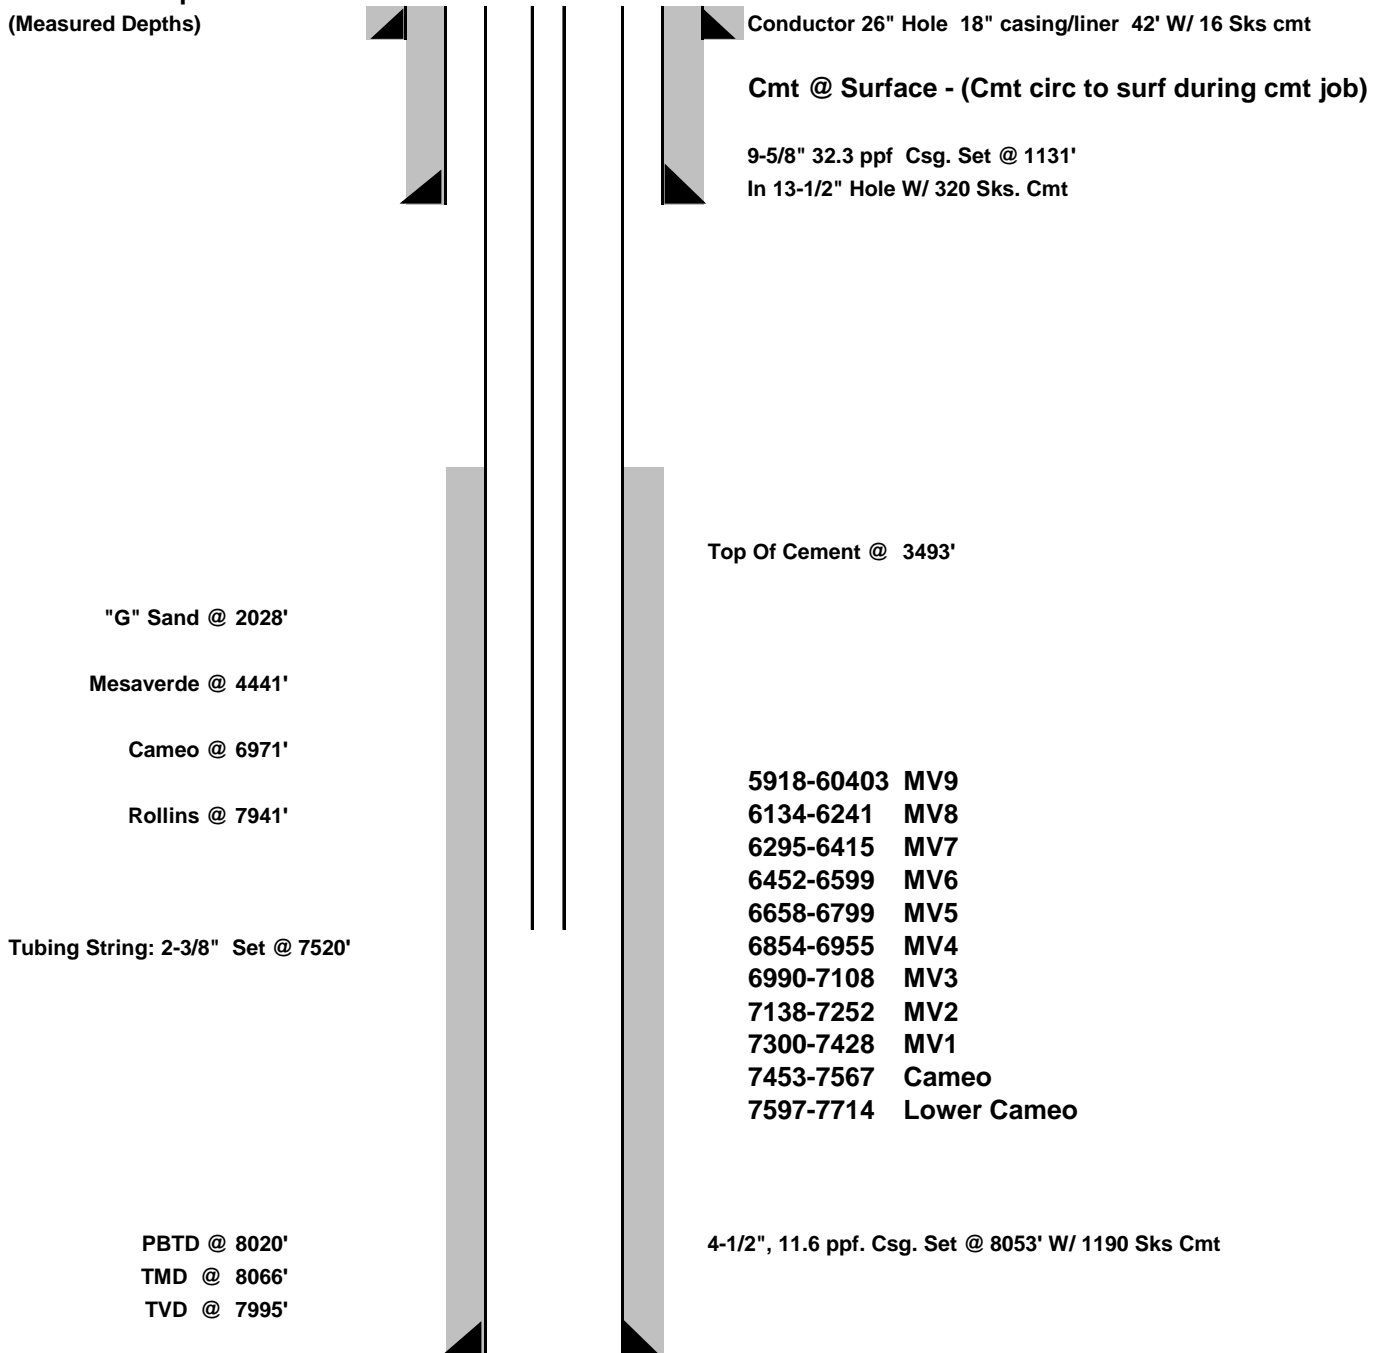 (Measured Depths)
Conductor 26" Hole 18" casing/liner 42' W/ 16 Sks cmt
Cmt @ Surface - (Cmt circ to surf during cmt job)
9-5/8" 32.3 ppf Csg. Set @ 1131'
In 13-1/2" Hole W/ 320 Sks. Cmt
Top Of Cement @ 3493'
"G" Sand @ 2028'
Mesaverde @ 4441'
Cameo @ 6971'
Rollins @ 7941'
5918-60403 MV9
6134-6241 MV8
6295-6415 MV7
6452-6599 MV6
6658-6799 MV5
6854-6955 MV4
6990-7108 MV3
7138-7252 MV2
7300-7428 MV1
7453-7567 Cameo
7597-7714 Lower Cameo
Tubing String: 2-3/8" Set @ 7520'
PBTD @ 8020'
TMD @ 8066'
TVD @ 7995'
4-1/2", 11.6 ppf. Csg. Set @ 8053' W/ 1190 Sks Cmt